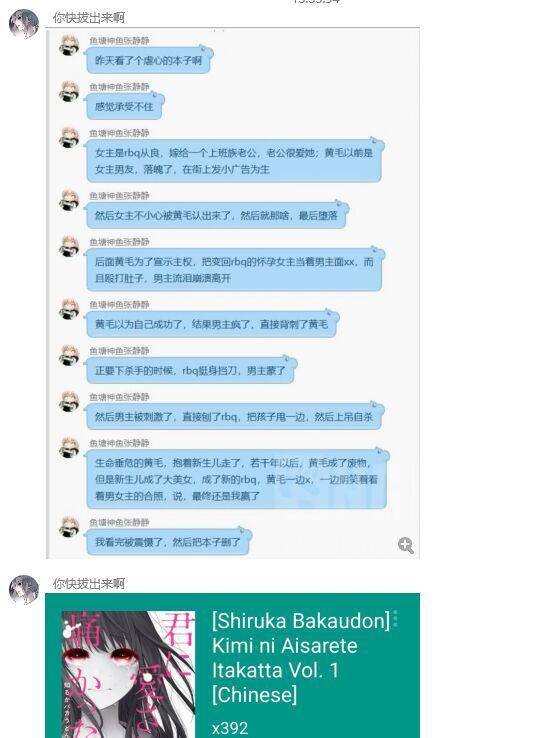 你快拔出来啊
鱼塘神鱼张静静
昨天看了个虐心的本子啊
鱼塘神鱼张静静
感觉承受不住
鱼塘神鱼张静静
女主是rbq从良，嫁给一个上班族老公，老公很爱她；黄毛以前是
女主男友，落魄了，在街上发小广告为生
鱼塘神鱼张静静
然后女主不小心被黄毛认出来了，然后就那啥，最后堕落
鱼塘神鱼张静静
后面黄毛为了宣示主权，把变回rbq的怀孕女主当着男主面xx，而
且殴打肚子，男主流泪崩溃离开
鱼塘神鱼张静静
黄毛以为自己成功了，结果男主疯了，直接背刺了黄毛
鱼塘神鱼张静静
正要下杀手的时候，rbq挺身挡刀，男主蒙了
鱼塘神鱼张静静
然后男主被刺激了，直接刨了rbq，把孩子甩一边，然后上吊自杀
鱼塘神鱼张静静
生命垂危的黄毛，抱着新生儿走了，若干年以后，黄毛成了废物，
但是新生儿成了大美女，成了新的rbq，黄毛一边x，一边阴笑着看
着男女主的合照，说，最终还是我赢了
鱼塘神鱼张静静
我看完被震慑了，然后把本子删了
你快拔出来啊
君に
愛さ
痛かった
知るかバカうど
[Shiruka Bakaudon]
Kimi ni Aisarete
Itakatta Vol. 1
[Chinese]
x392